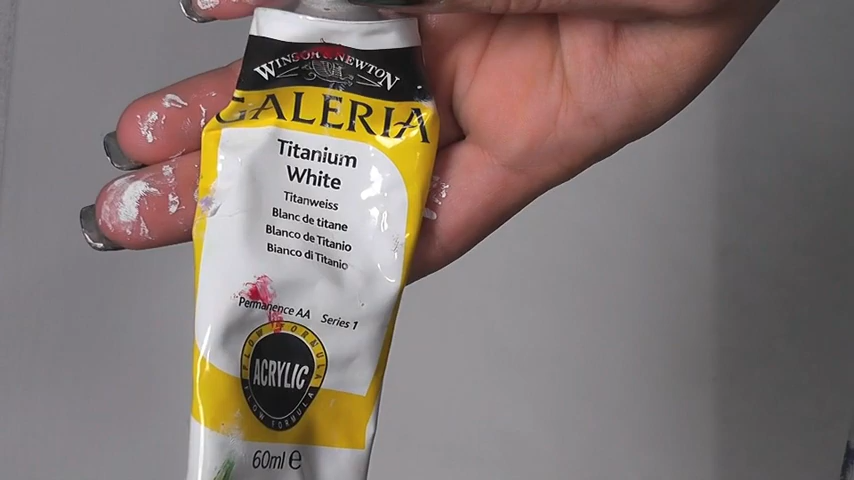 WINSOR & NEWTON
GALERIA
Titanium
White
Titanweiss
Blanc de titane
Blanco de Titanio
Bianco di Titanio
Permanence AA Series 1
FLOW FORMULA
ACRYLIC
FLOW FORMULA
60ml e